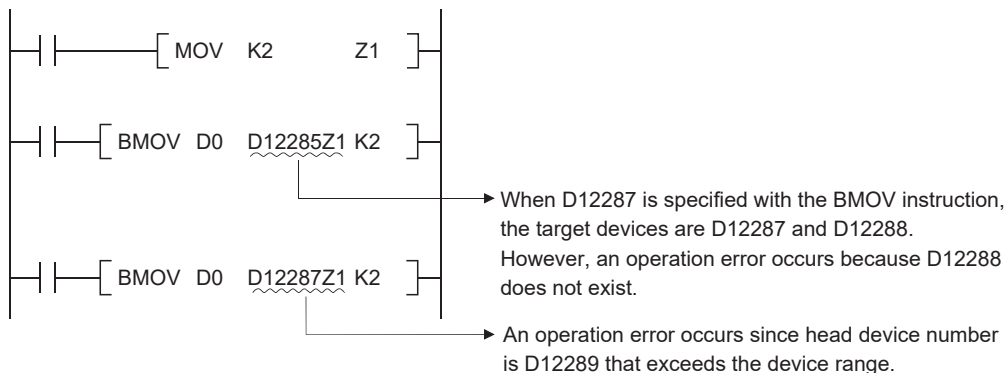 MOV K2 Z1
BMOV D0 D12285Z1 K2
When D12287 is specified with the BMOV instruction,
the target devices are D12287 and D12288.
However, an operation error occurs because D12288
does not exist.
BMOV D0 D12287Z1 K2
An operation error occurs since head device number
is D12289 that exceeds the device range.